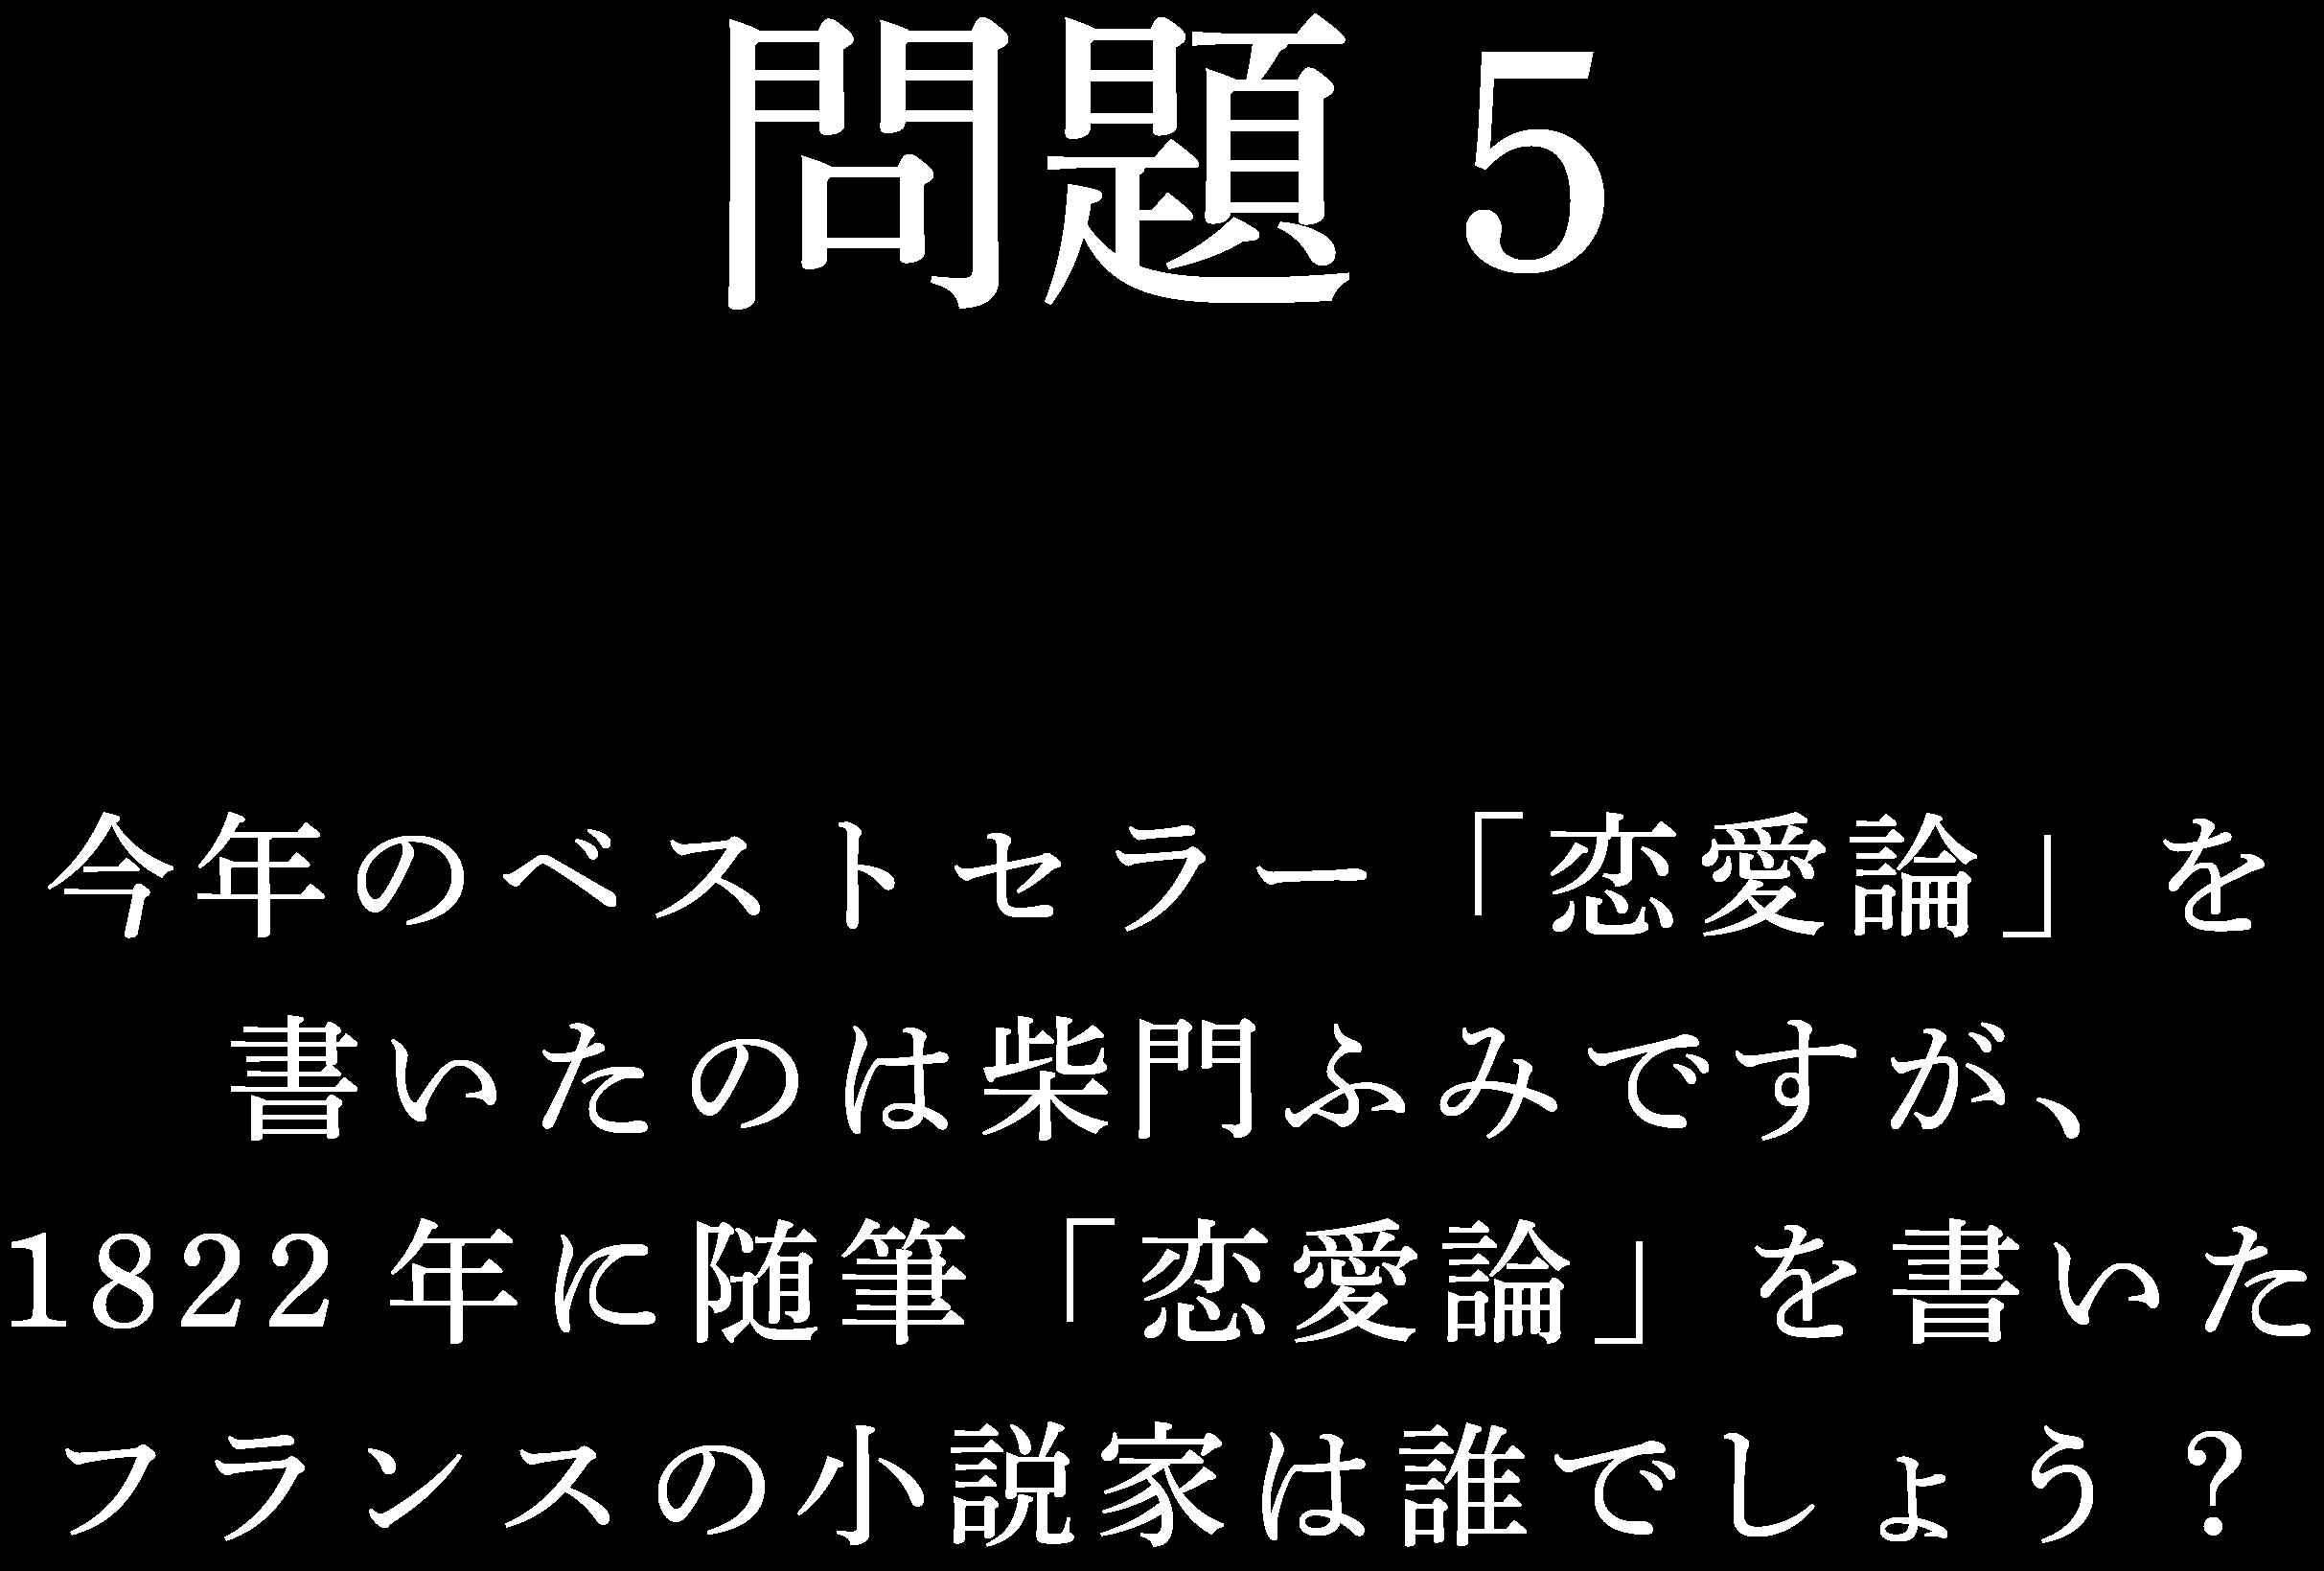 問題 5
今年のベストセラー「恋愛論」を
書いたのは柴門ふみですが、
1822 年に随筆「恋愛論」を書いた
フランスの小説家は誰でしょう？